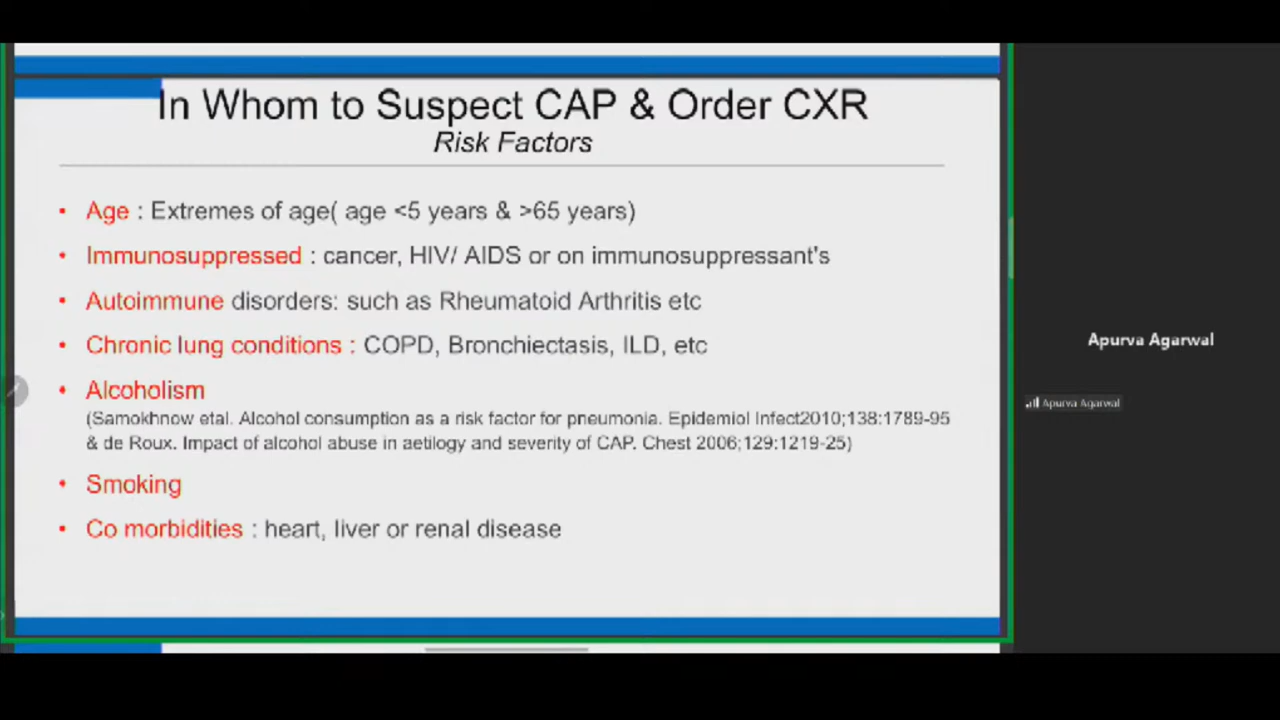 In Whom to Suspect CAP & Order CXR
Risk Factors
• Age : Extremes of age( age <5 years & >65 years)
• Immunosuppressed : cancer, HIV/ AIDS or on immunosuppressant's
• Autoimmune disorders: such as Rheumatoid Arthritis etc
• Chronic lung conditions : COPD, Bronchiectasis, ILD, etc
• Alcoholism
(Samokhnow etal. Alcohol consumption as a risk factor for pneumonia. Epidemiol Infect2010;138:1789-95
& de Roux. Impact of alcohol abuse in aetilogy and severity of CAP. Chest 2006;129:1219-25)
• Smoking
• Co morbidities : heart, liver or renal disease
Apurva Agarwal
Apurva Agarwal